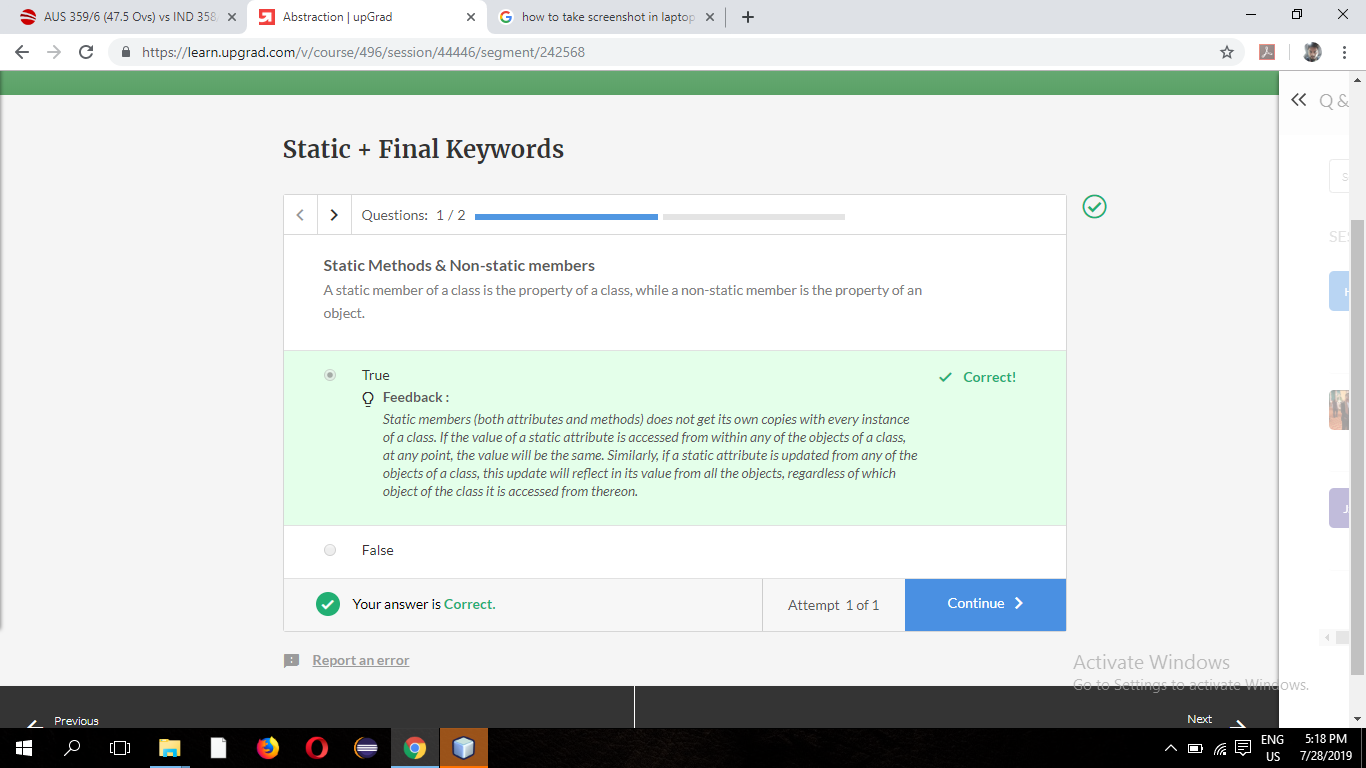 AUS 359/6 (47.5 Ovs) vs IND 358
Abstraction | upGrad
how to take screenshot in laptop
https://learn.upgrad.com/v/course/496/session/44446/segment/242568
Q &
Static + Final Keywords
Questions: 1 / 2
Static Methods & Non-static members
A static member of a class is the property of a class, while a non-static member is the property of an
object.
True
Correct!
Feedback :
Static members (both attributes and methods) does not get its own copies with every instance
of a class. If the value of a static attribute is accessed from within any of the objects of a class,
at any point, the value will be the same. Similarly, if a static attribute is updated from any of the
objects of a class, this update will reflect in its value from all the objects, regardless of which
object of the class it is accessed from thereon.
False
Your answer is Correct.
Attempt 1 of 1
Continue
Report an error
Activate Windows
Go to Settings to activate Windows.
Previous
Next
ENG
US
5:18 PM
7/28/2019